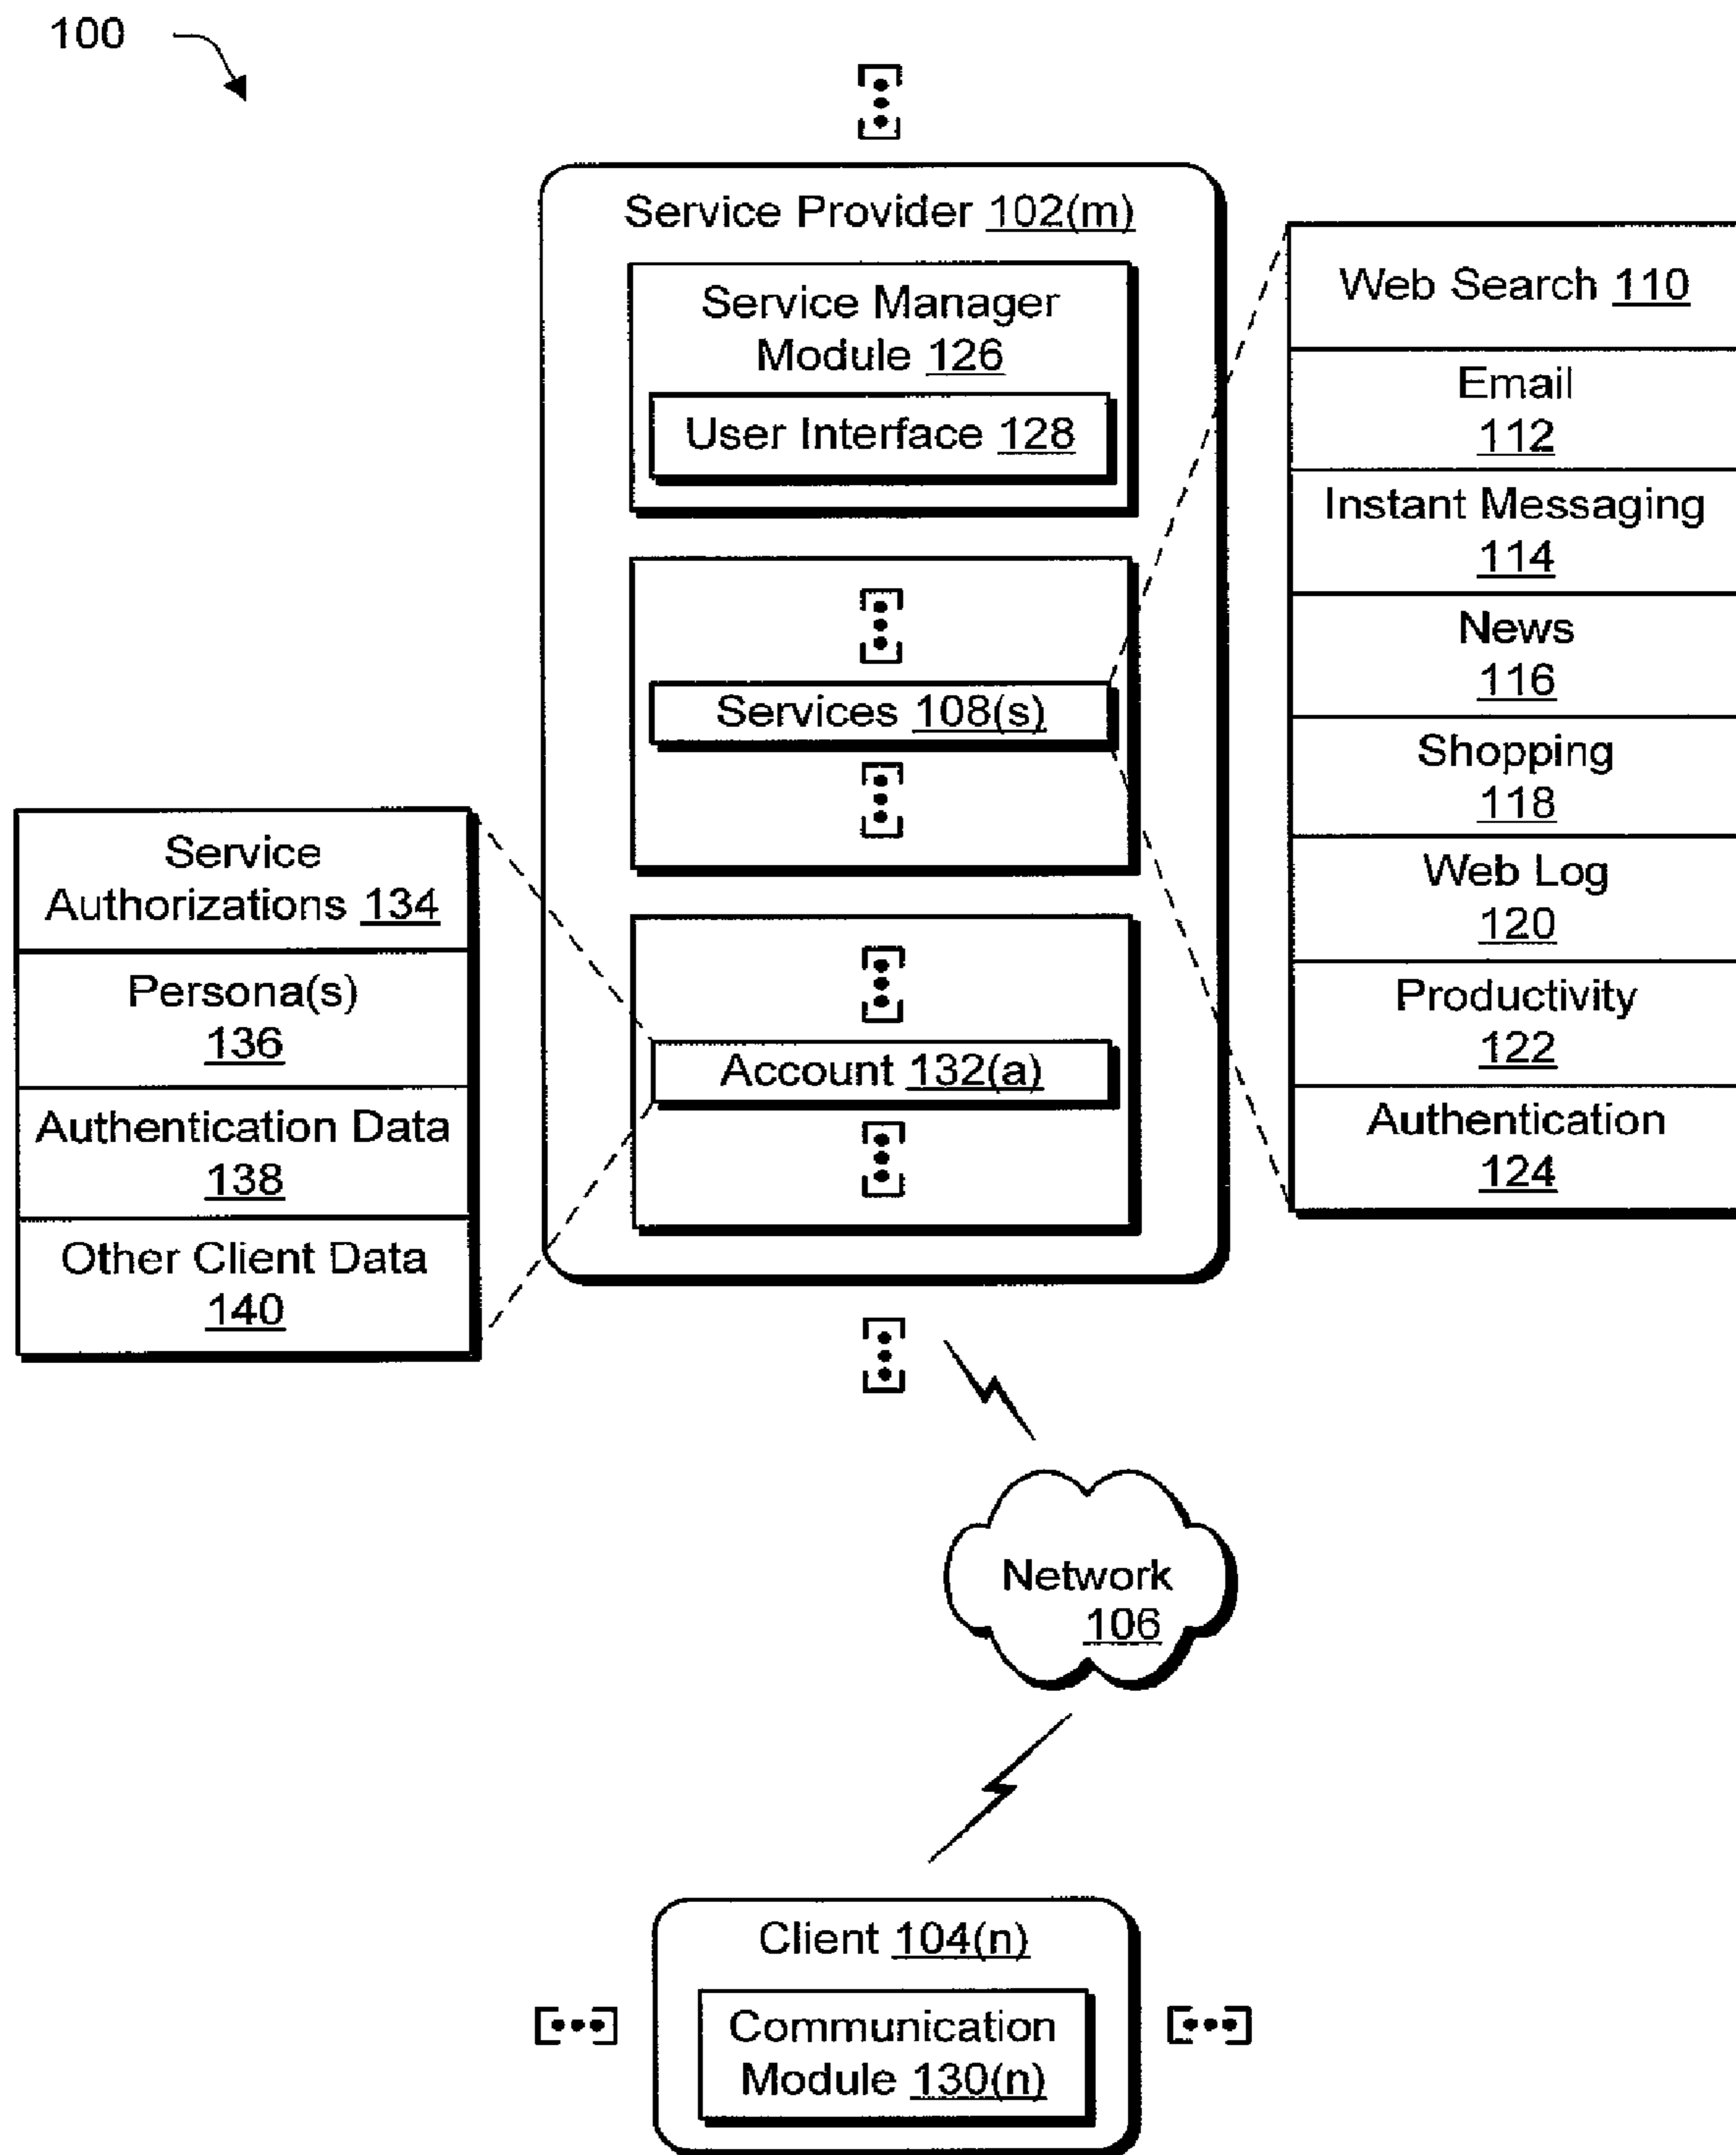 100
Service Provider 102(m)
Service Manager
Module 126
User Interface 128
Services 108(s)
Account 132(a)
Web Search 110
Email
112
Instant Messaging
114
News
116
Shopping
118
Web Log
120
Productivity
122
Authentication
124
Service
Authorizations 134
Persona(s)
136
Authentication Data
138
Other Client Data
140
Network
106
Client 104(n)
Communication
Module 130(n)